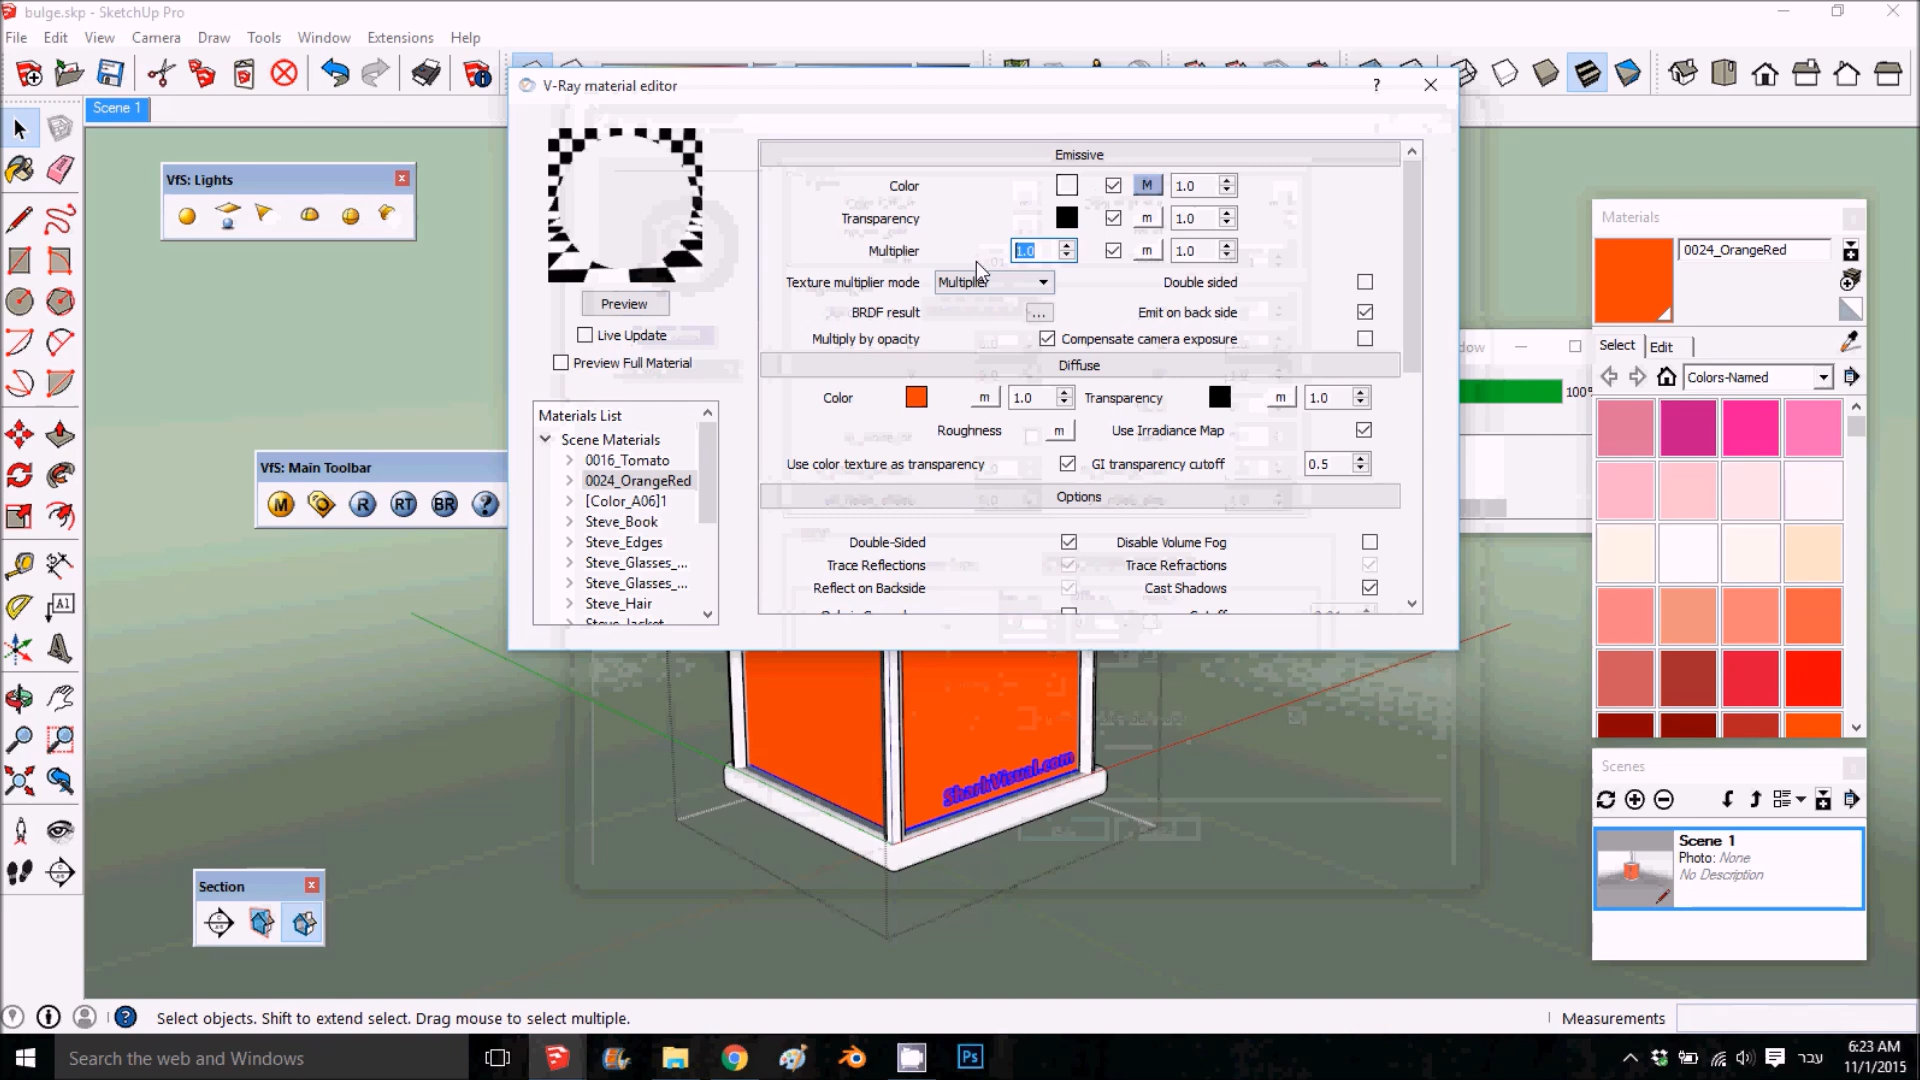 bulge.skp - SketchUp Pro
File Edit View Camera Draw Tools Window Extensions Help
Scene 1
VfS: Lights
V-Ray material editor
?
Preview
Live Update
Preview Full Material
Materials List
Scene Materials
0016_Tomato
0024_OrangeRed
[Color_A06]1
Steve_Book
Steve_Edges
Steve_Glasses_...
Steve_Glasses_...
Steve_Hair
Steve_Jacket
Emissive
Color M 1.0
Transparency m 1.0
Multiplier 1.0 m 1.0
Texture multiplier mode Multiplier Double sided
BRDF result ... Emit on back side
Multiply by opacity Compensate camera exposure
Diffuse
Color m 1.0 Transparency m 1.0
Roughness m Use Irradiance Map
Use color texture as transparency GI transparency cutoff 0.5
Options
Double-Sided Disable Volume Fog
Trace Reflections Trace Refractions
Reflect on Backside Cast Shadows
VfS: Main Toolbar
M R RT BR ?
Section
SharkVisual.com
100%
Materials
0024_OrangeRed
Select Edit
Colors-Named
Scenes
Scene 1
Photo: None
No Description
Select objects. Shift to extend select. Drag mouse to select multiple.
Measurements
Search the web and Windows
Ps
עבר
6:23 AM
11/1/2015